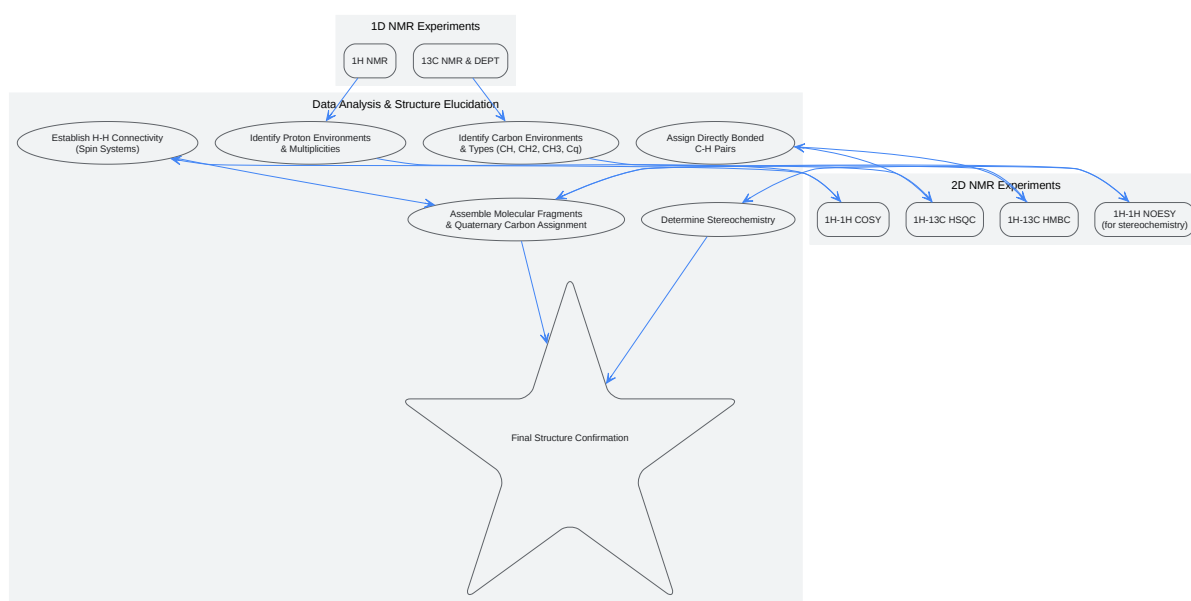 1D NMR Experiments
1H NMR
13C NMR & DEPT
Data Analysis & Structure Elucidation
Establish H-H Connectivity
(Spin Systems)
Identify Proton Environments
& Multiplicities
Identify Carbon Environments
& Types (CH, CH2, CH3, Cq)
Assign Directly Bonded
C-H Pairs
2D NMR Experiments
Assemble Molecular Fragments
& Quaternary Carbon Assignment
Determine Stereochemistry
1H-1H COSY
1H-13C HSQC
1H-13C HMBC
1H-1H NOESY
(for stereochemistry)
Final Structure Confirmation